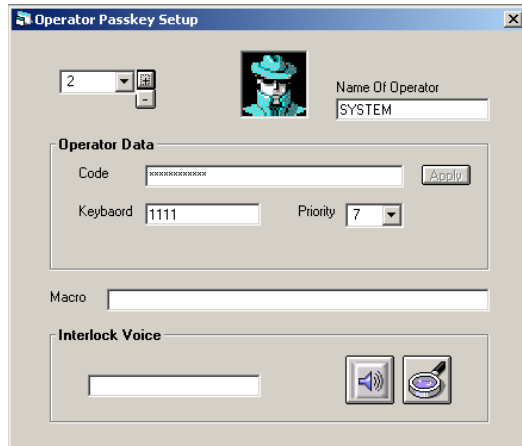 Operator Passkey Setup
2
+
-
Name Of Operator
SYSTEM
Operator Data
Code ************ Apply
Keybaord 1111 Priority 7
Macro
Interlock Voice